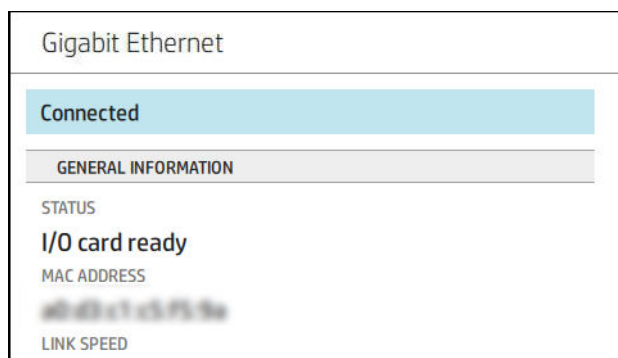 Gigabit Ethernet
Connected
GENERAL INFORMATION
STATUS
I/O card ready
MAC ADDRESS
LINK SPEED